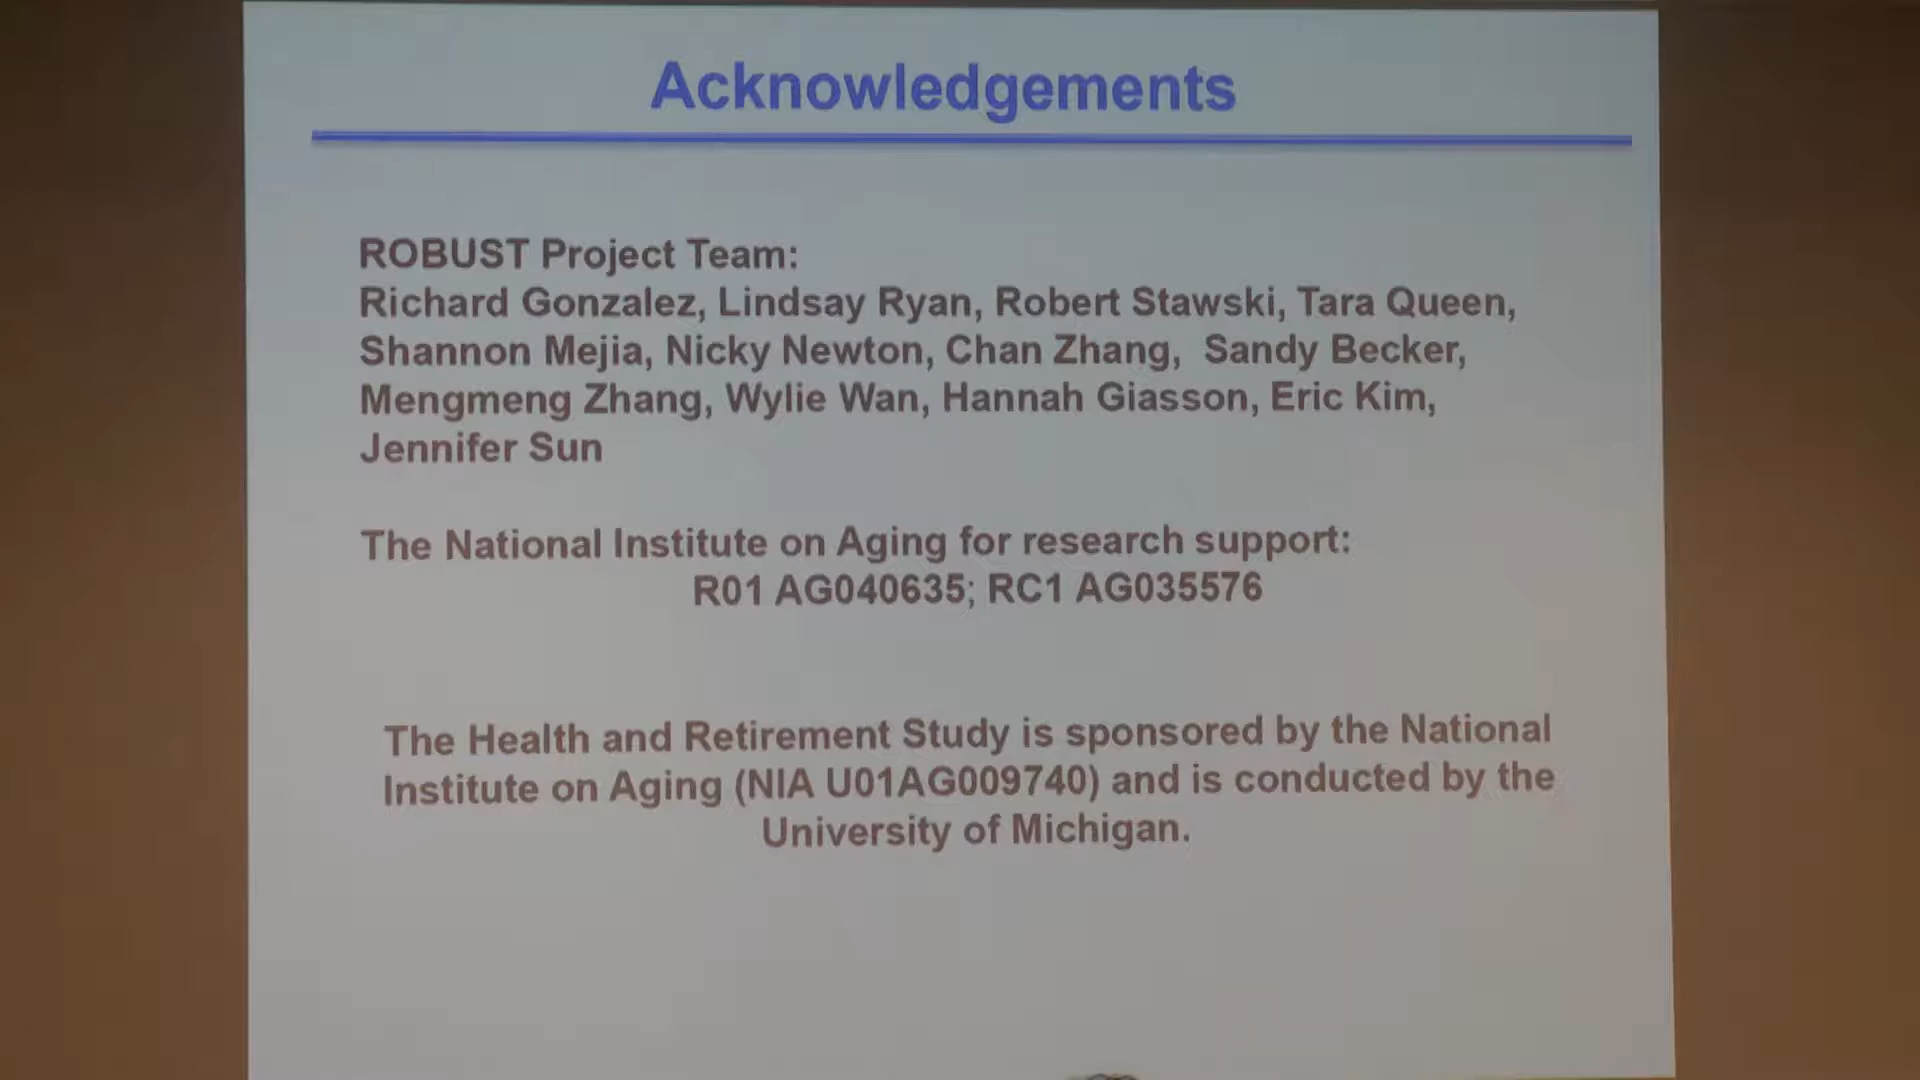 Acknowledgements
ROBUST Project Team:
Richard Gonzalez, Lindsay Ryan, Robert Stawski, Tara Queen,
Shannon Mejia, Nicky Newton, Chan Zhang, Sandy Becker,
Mengmeng Zhang, Wylie Wan, Hannah Giasson, Eric Kim,
Jennifer Sun
The National Institute on Aging for research support:
R01 AG040635; RC1 AG035576
The Health and Retirement Study is sponsored by the National
Institute on Aging (NIA U01AG009740) and is conducted by the
University of Michigan.